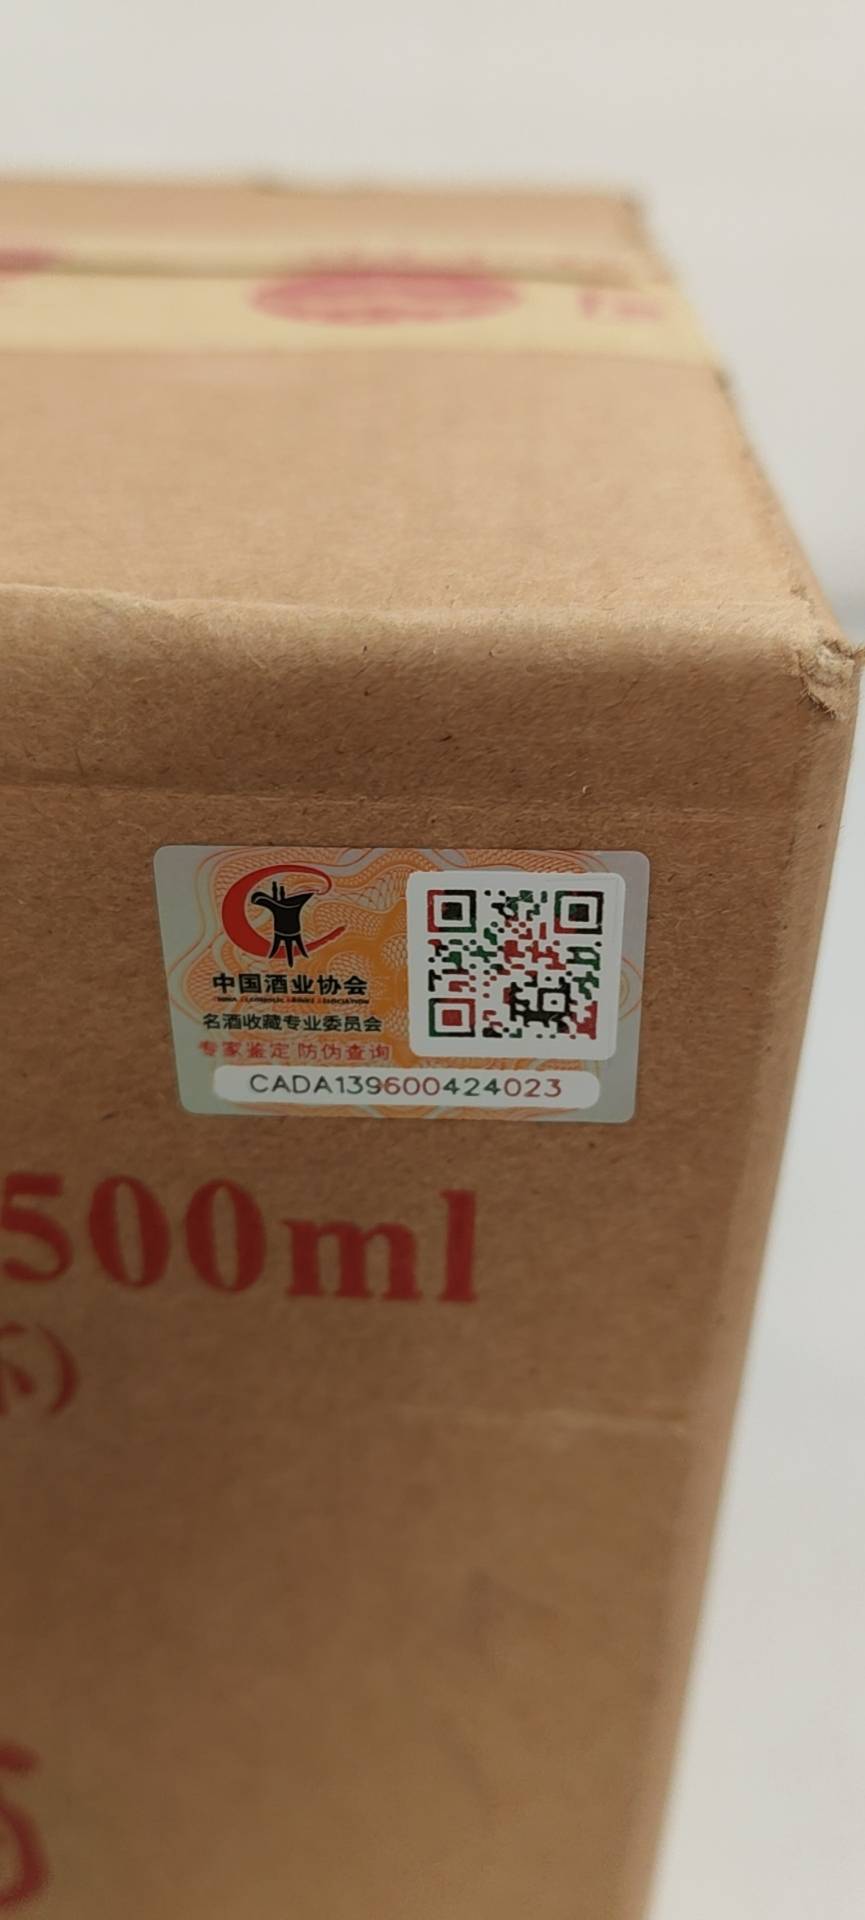 中国酒业协会
名酒收藏专业委员会
专家鉴定 防伪查询
CADA139600424023
500ml